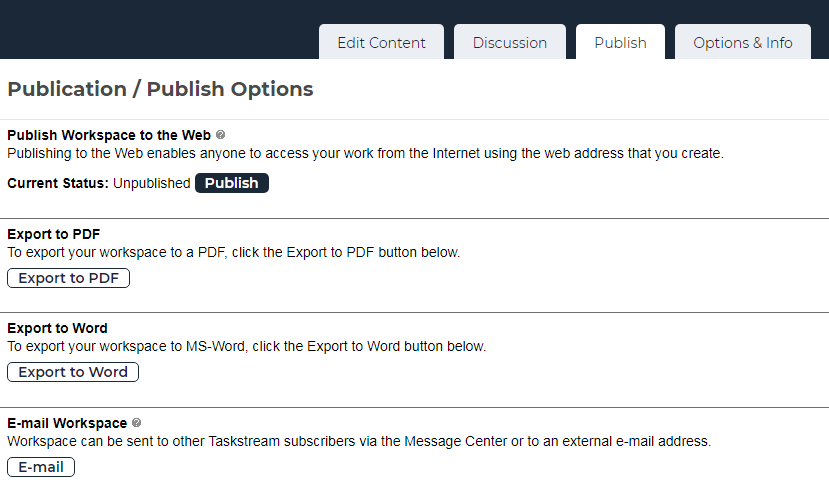 Edit Content
Discussion
Publish
Options & Info
Publication / Publish Options
Publish Workspace to the Web ?
Publishing to the Web enables anyone to access your work from the Internet using the web address that you create.
Current Status: Unpublished Publish
Export to PDF
To export your workspace to a PDF, click the Export to PDF button below.
Export to PDF
Export to Word
To export your workspace to MS-Word, click the Export to Word button below.
Export to Word
E-mail Workspace ?
Workspace can be sent to other Taskstream subscribers via the Message Center or to an external e-mail address.
E-mail